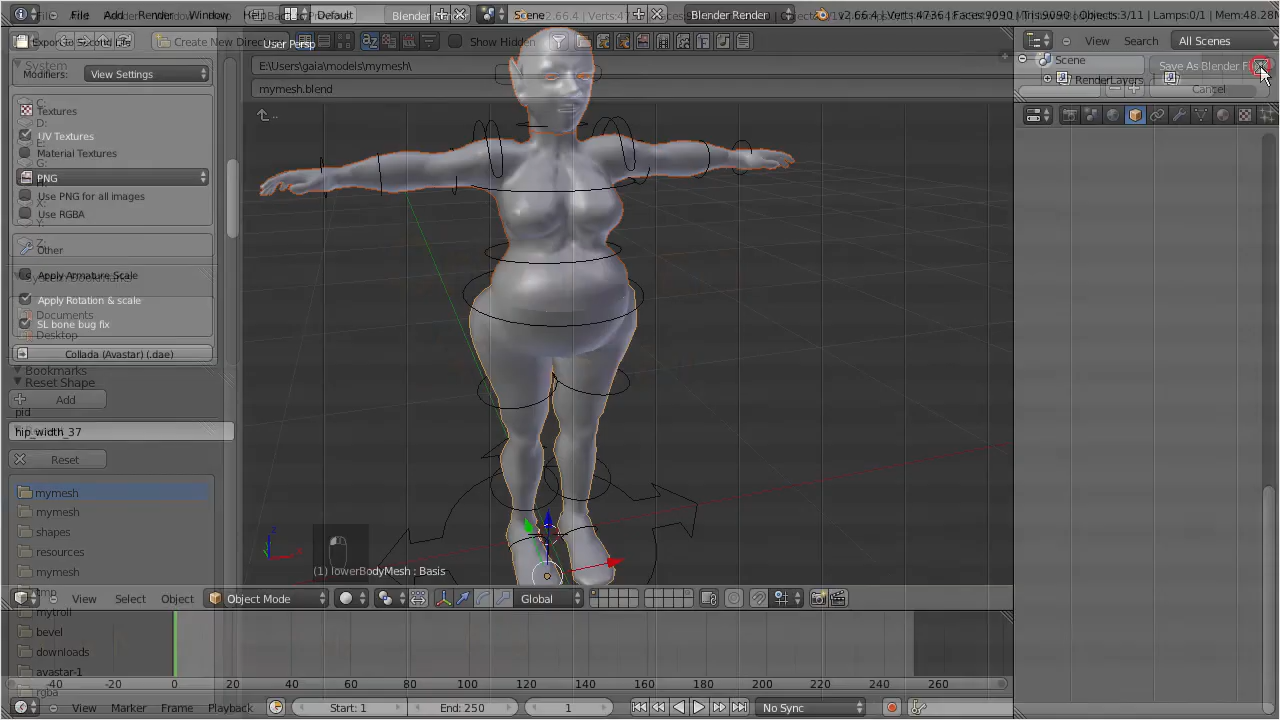 File Add Render Window Help Default Blender Scene Blender Render v2.66.4 | Verts:4736 | Faces:9090 | Tris:9090 | Objects:3/11 | Lamps:0/1 | Mem:48.28
Export to Second Life Create New Directory User Persp Show Hidden View Search All Scenes
System
Modifiers: View Settings E:\Users\gaia\models\mymesh\ Scene Save As Blender F
RenderLayers
mymesh.blend Cancel
C:
Textures
..
D:
UV Textures
Material Textures
G:
PNG
Use PNG for all images
X:
Use RGBA
Y:
Z:
Other
Apply Armature Scale
System Bookmarks
Apply Rotation & scale
Documents
SL bone bug fix
Desktop
Collada (Avastar) (.dae)
Bookmarks
Reset Shape
Add
pid
hip_width_37
Reset
mymesh
mymesh
shapes
resources
mymesh
(1) lowerBodyMesh : Basis
tmp
View Select Object Object Mode Global
mytroll
bevel
downloads
avastar-1
-40 -20 0 20 40 60 80 100 120 140 160 180 200 220 240 260
rgba
View Marker Frame Playback Start: 1 End: 250 1 No Sync